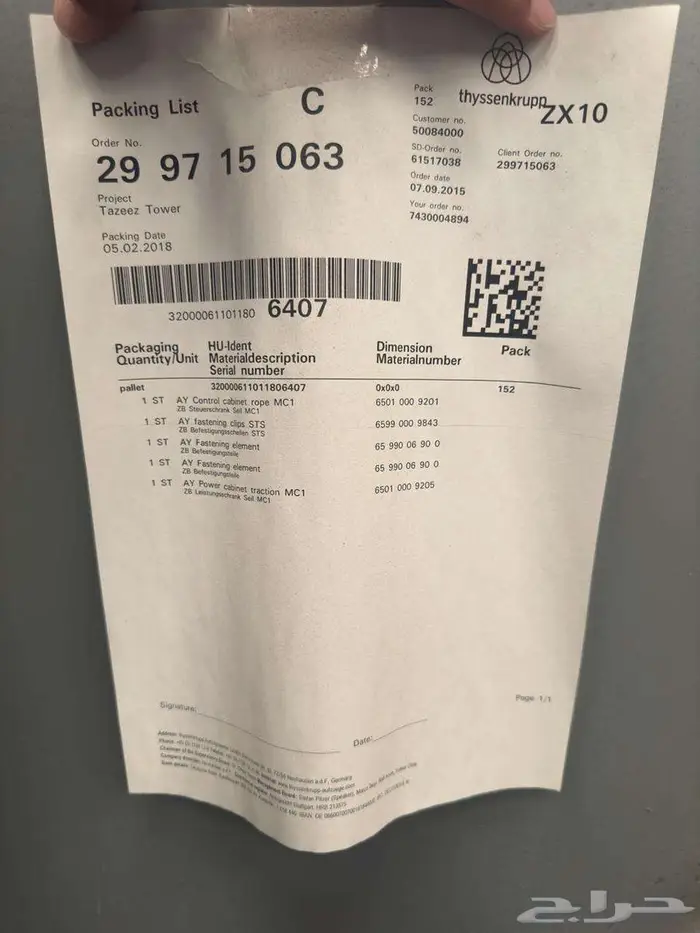 Packing List
C
Pack
152
thyssenkrupp
ZX10
Customer no.
50084000
Order No.
29 97 15 063
SD-Order no.
61517038
Client Order no.
299715063
Order date
07.09.2015
Project
Tazeez Tower
Your order no.
7430004894
Packing Date
05.02.2018
32000061101180 6407
Packaging
Quantity/Unit
HU-Ident
Materialdescription
Serial number
Dimension
Materialnumber
Pack
pallet 320000611011806407 0x0x0 152
1 ST AY Control cabinet rope MC1 6501 000 9201
ZB Steuerschrank Seil MC1
1 ST AY fastening clips STS 6599 000 9843
ZB Befestigungsschellen STS
1 ST AY Fastening element 65 990 06 90 0
ZB Befestigungsteile
1 ST AY Fastening element 65 990 06 90 0
ZB Befestigungsteile
1 ST AY Power cabinet traction MC1 6501 000 9205
ZB Leistungsschrank Seil MC1
Page 1/1
Signature:
Date:
حراج